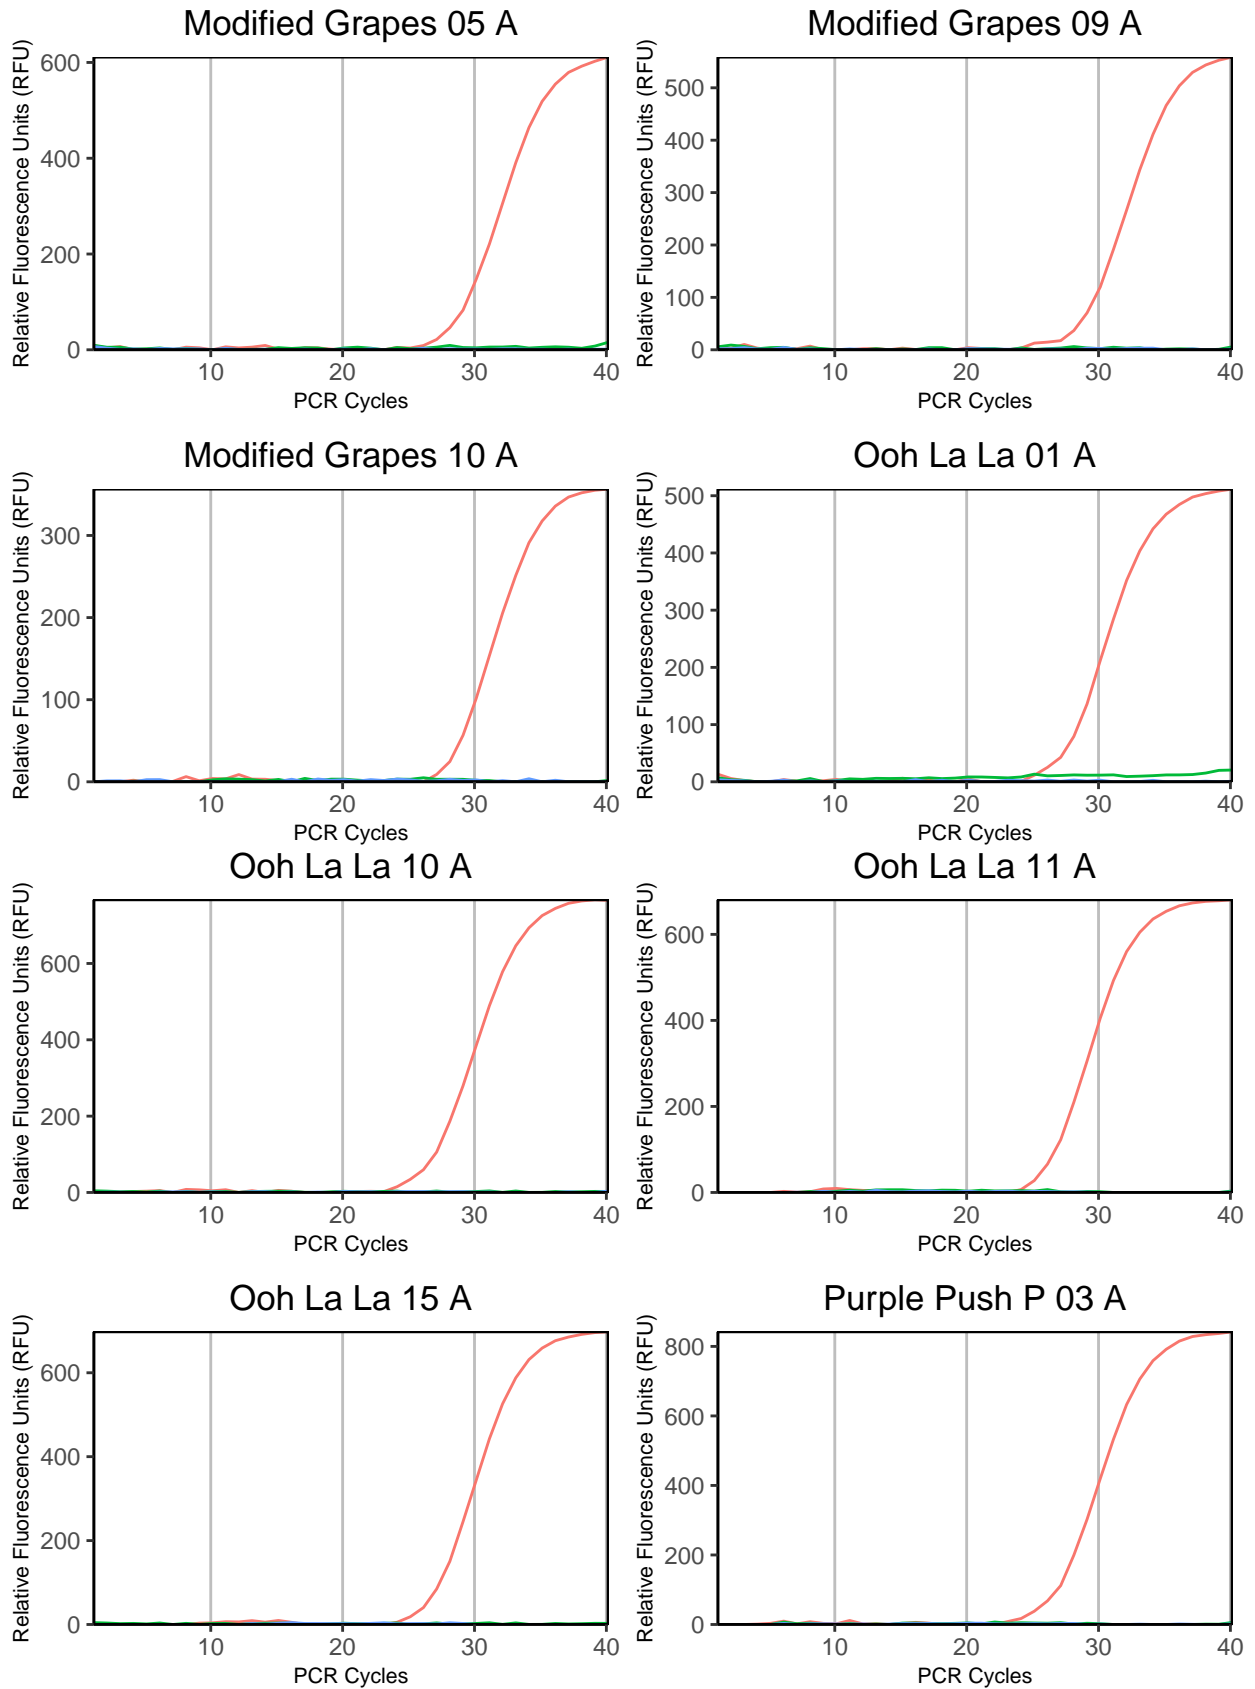 Modified Grapes 05 A
Relative Fluorescence Units (RFU)
600
400
200
0
10 20 30 40
PCR Cycles
Modified Grapes 09 A
Relative Fluorescence Units (RFU)
500
400
300
200
100
0
10 20 30 40
PCR Cycles
Modified Grapes 10 A
Relative Fluorescence Units (RFU)
300
200
100
0
10 20 30 40
PCR Cycles
Ooh La La 01 A
Relative Fluorescence Units (RFU)
500
400
300
200
100
0
10 20 30 40
PCR Cycles
Ooh La La 10 A
Relative Fluorescence Units (RFU)
600
400
200
0
10 20 30 40
PCR Cycles
Ooh La La 11 A
Relative Fluorescence Units (RFU)
600
400
200
0
10 20 30 40
PCR Cycles
Ooh La La 15 A
Relative Fluorescence Units (RFU)
600
400
200
0
10 20 30 40
PCR Cycles
Purple Push P 03 A
Relative Fluorescence Units (RFU)
800
600
400
200
0
10 20 30 40
PCR Cycles